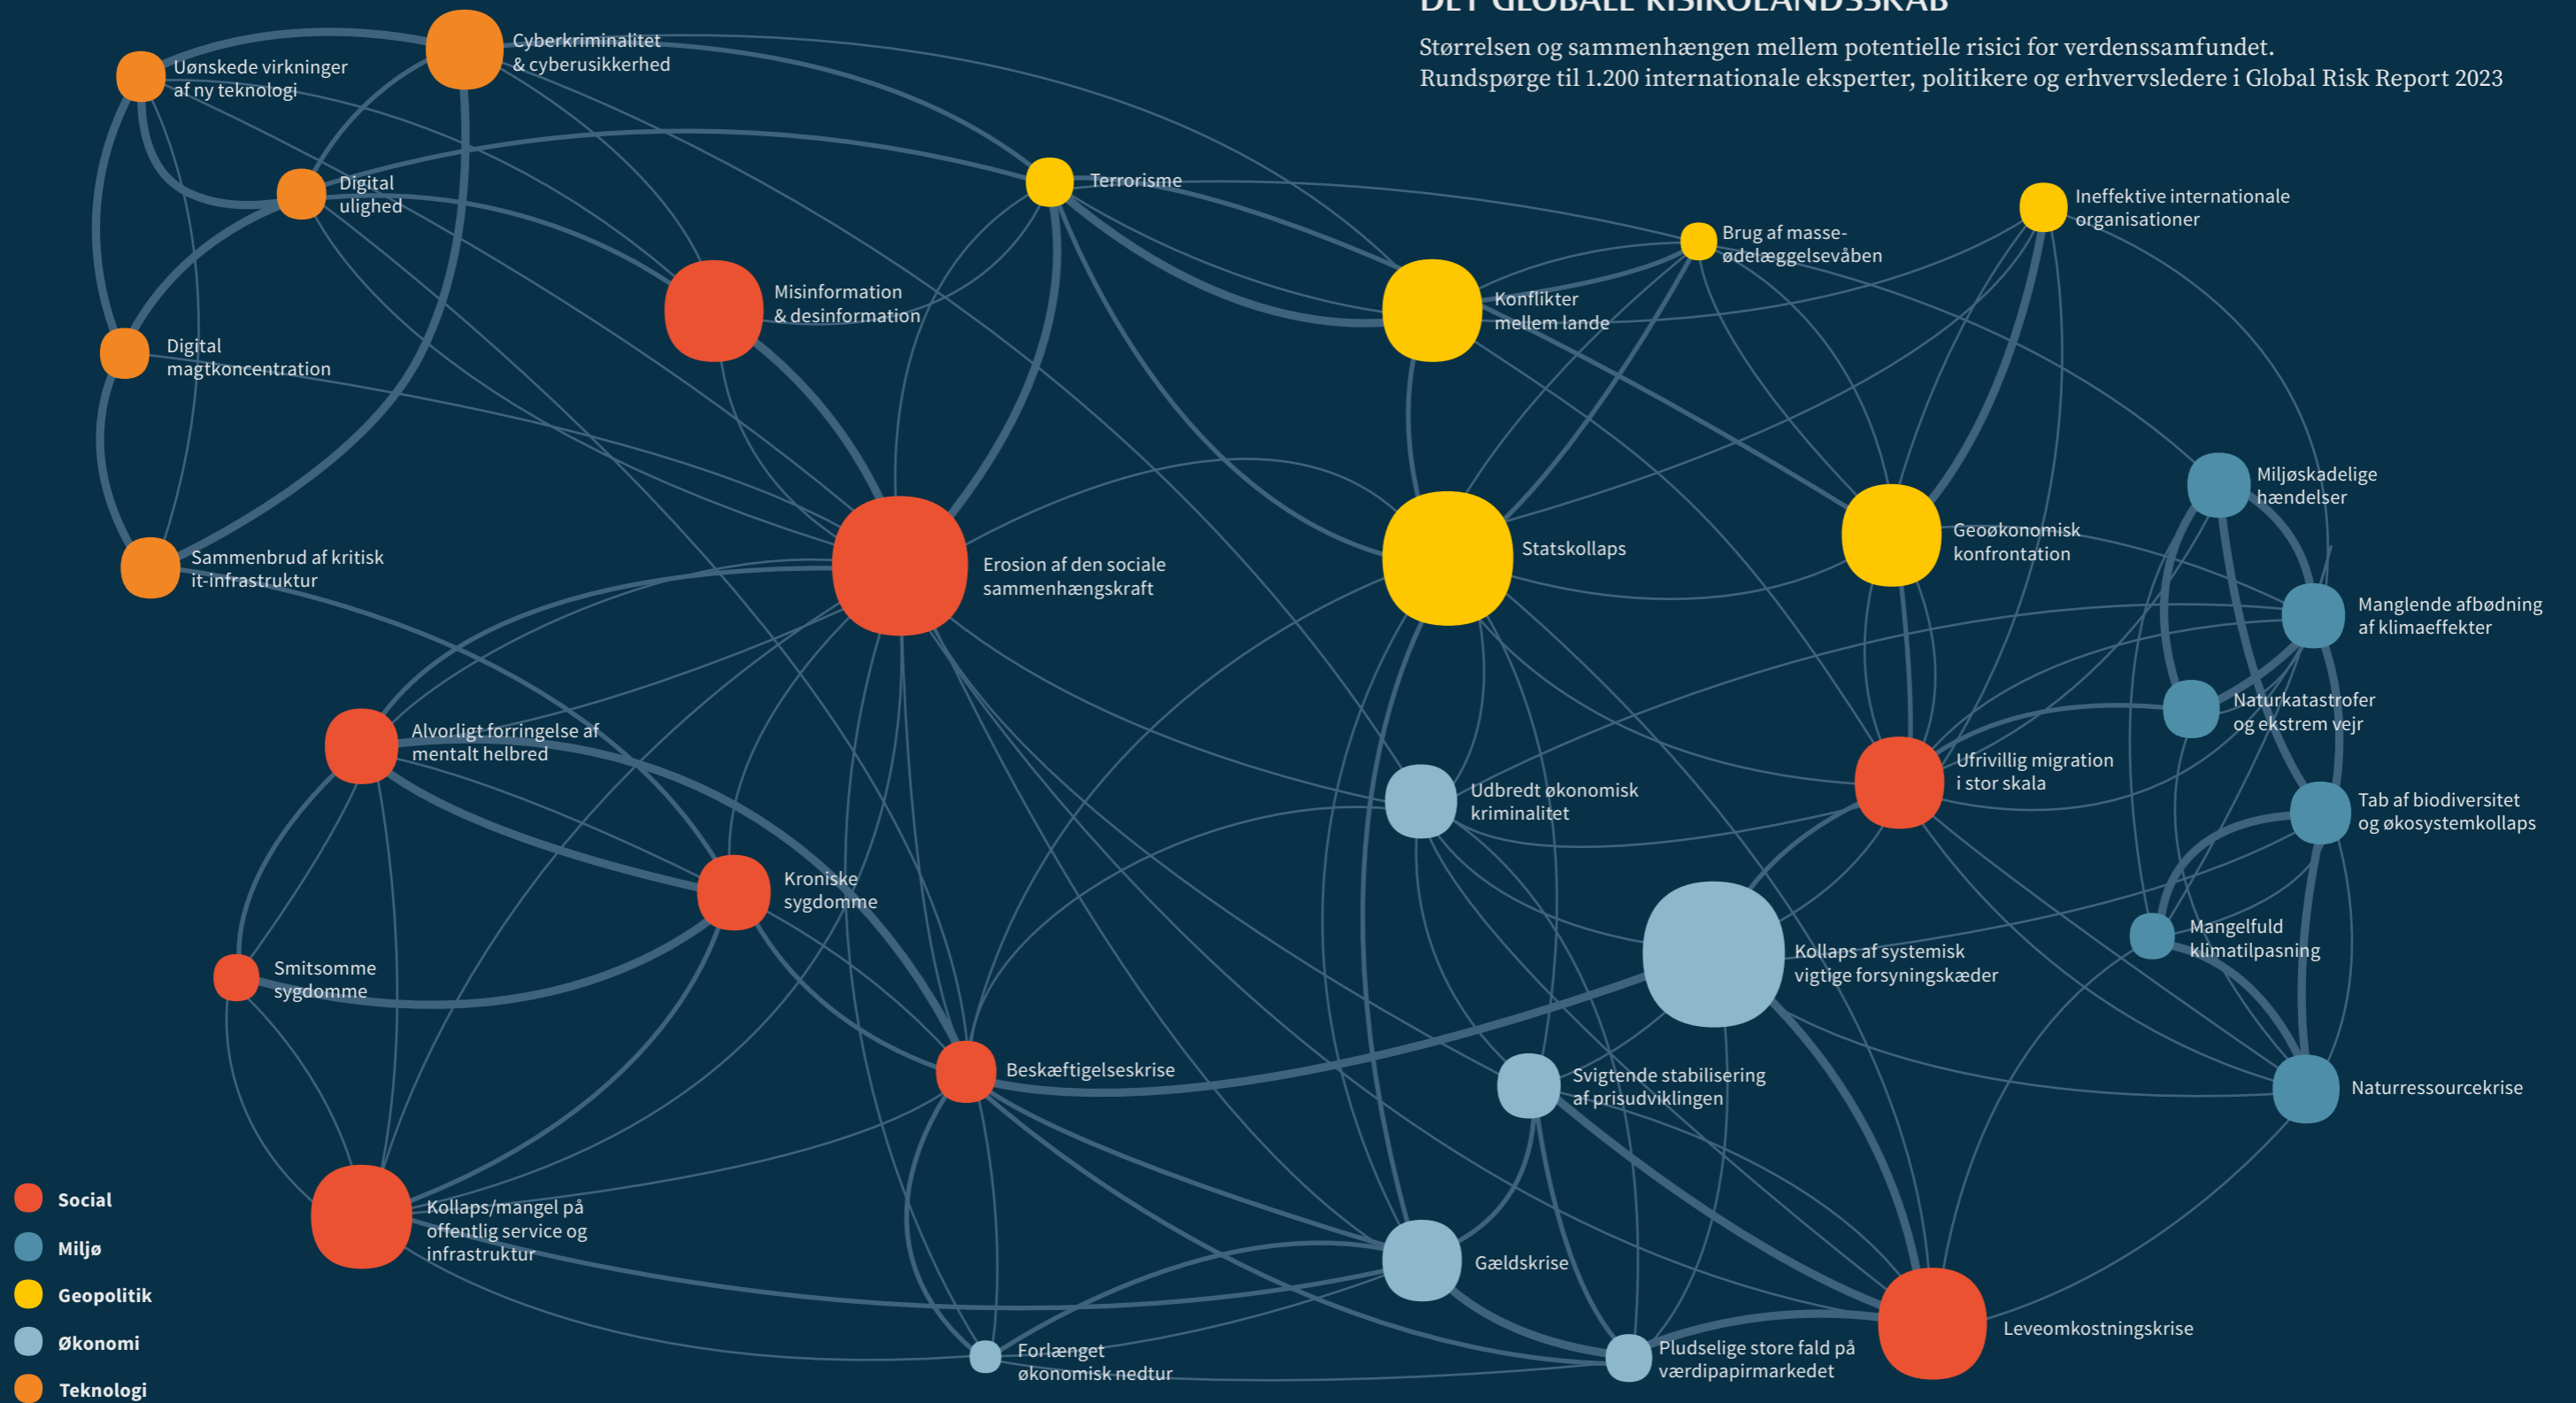 DET GLOBALE RISIKOLANDSSKAB
Størrelsen og sammenhængen mellem potentielle risici for verdenssamfundet.
Rundspørge til 1.200 internationale eksperter, politikere og erhvervsledere i Global Risk Report 2023
Cyberkriminalitet
& cyberusikkerhed
Uønskede virkninger
af ny teknologi
Digital
ulighed
Terrorisme
Ineffektive internationale
organisationer
Brug af masse-
ødelæggelsevåben
Misinformation
& desinformation
Konflikter
mellem lande
Digital
magtkoncentration
Miljøskadelige
hændelser
Sammenbrud af kritisk
it-infrastruktur
Erosion af den sociale
sammenhængskraft
Statskollaps
Geoøkonomisk
konfrontation
Manglende afbødning
af klimaeffekter
Naturkatastrofer
og ekstrem vejr
Alvorligt forringelse af
mentalt helbred
Udbredt økonomisk
kriminalitet
Ufrivillig migration
i stor skala
Tab af biodiversitet
og økosystemkollaps
Kroniske
sygdomme
Kollaps af systemisk
vigtige forsyningskæder
Mangelfuld
klimatilpasning
Smitsomme
sygdomme
Beskæftigelseskrise
Svigtende stabilisering
af prisudviklingen
Naturressourcekrise
Kollaps/mangel på
offentlig service og
infrastruktur
Gældskrise
Forlænget
økonomisk nedtur
Pludselige store fald på
værdipapirmarkedet
Leveomkostningskrise
Social
Miljø
Geopolitik
Økonomi
Teknologi